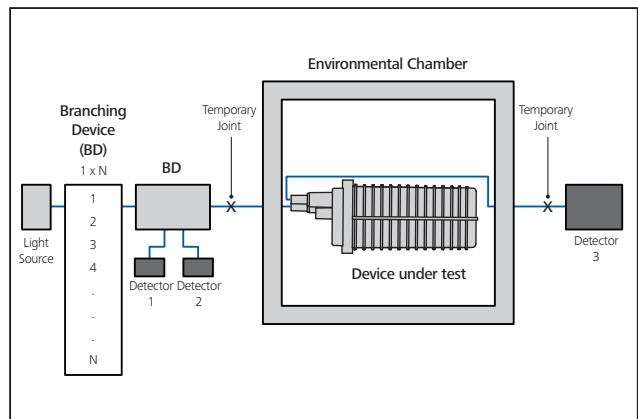 Environmental Chamber
Branching
Device
(BD)
1 x N
BD
Temporary
Joint
Temporary
Joint
1
2
3
4
.
.
.
N
Light
Source
Detector
1
Detector
2
Device under test
Detector
3